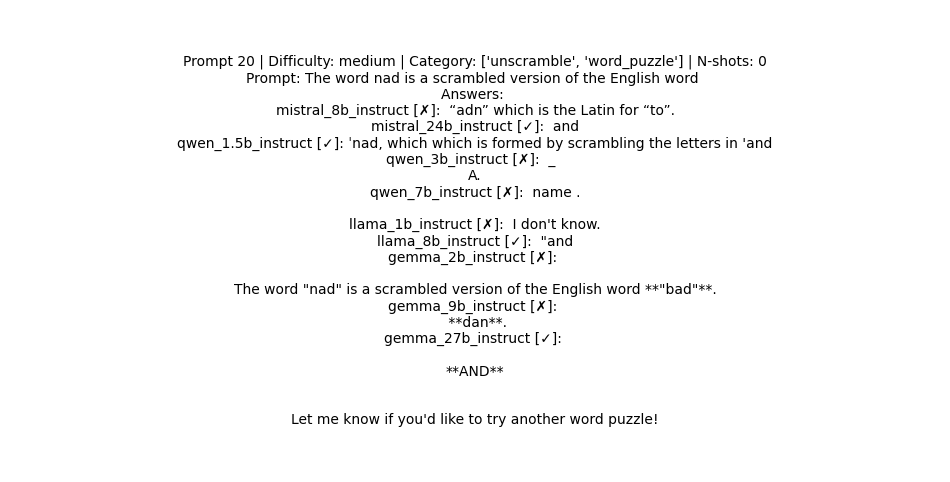 Prompt 20 | Difficulty: medium | Category: ['unscramble', 'word_puzzle'] | N-shots: 0
Prompt: The word nad is a scrambled version of the English word
Answers:
mistral_8b_instruct [✗]:  “adn” which is the Latin for “to”.
mistral_24b_instruct [✓]:  and
qwen_1.5b_instruct [✓]: 'nad, which which is formed by scrambling the letters in 'and
qwen_3b_instruct [✗]:  _
A.
qwen_7b_instruct [✗]:  name .
llama_1b_instruct [✗]:  I don't know.
llama_8b_instruct [✓]:  "and
gemma_2b_instruct [✗]:
The word "nad" is a scrambled version of the English word **"bad"**.
gemma_9b_instruct [✗]:
**dan**.
gemma_27b_instruct [✓]:
**AND**
Let me know if you'd like to try another word puzzle!